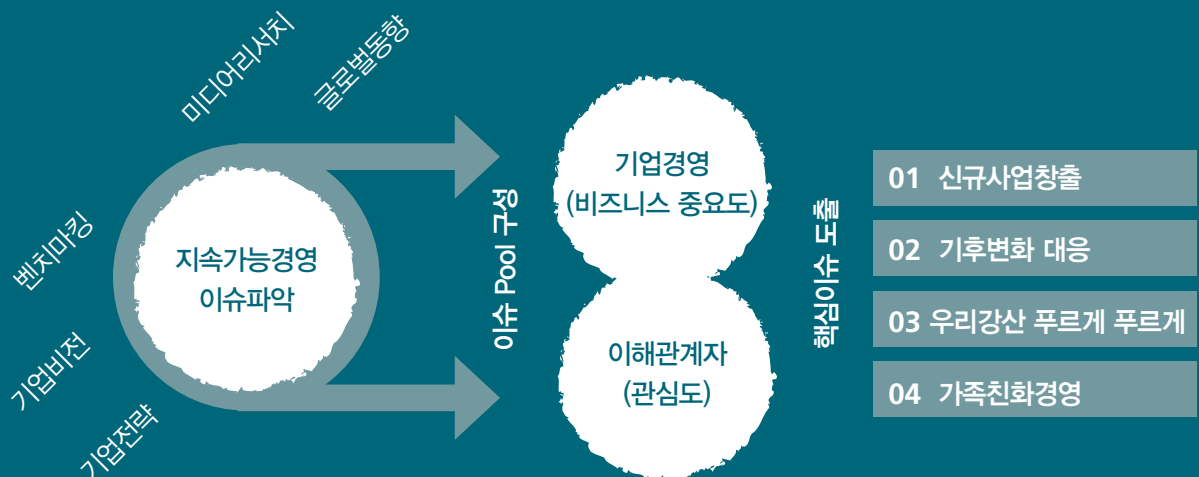 미디어리서치
글로벌동향
벤치마킹
기업비전
기업전략
지속가능경영
이슈파악
이슈 Pool 구성
기업경영
(비즈니스 중요도)
이해관계자
(관심도)
핵심이슈 도출
01 신규사업창출
02 기후변화 대응
03 우리강산 푸르게 푸르게
04 가족친화경영